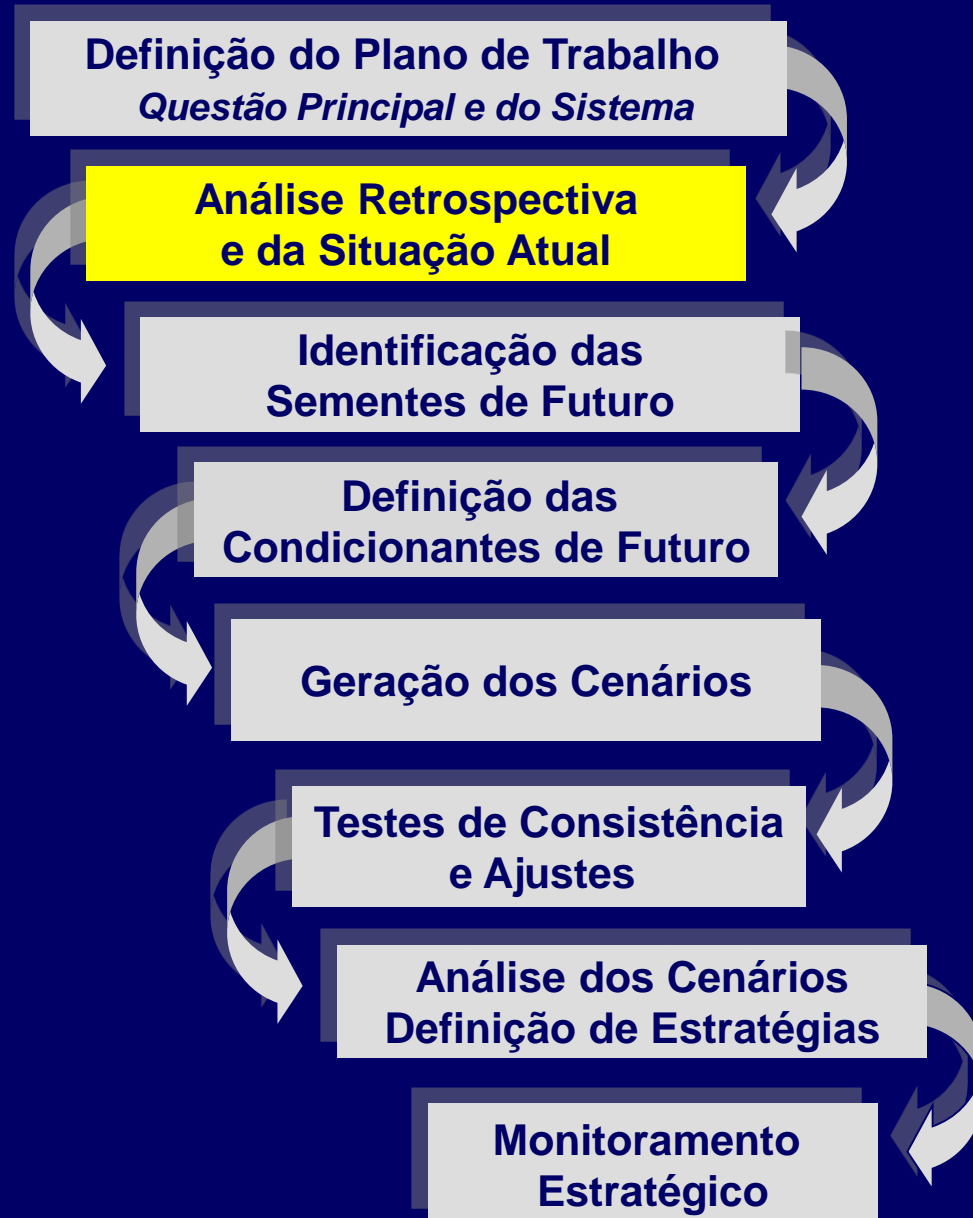 Definição do Plano de Trabalho
Questão Principal e do Sistema
Análise Retrospectiva
e da Situação Atual
Identificação das
Sementes de Futuro
Definição das
Condicionantes de Futuro
Geração dos Cenários
Testes de Consistência
e Ajustes
Análise dos Cenários
Definição de Estratégias
Monitoramento
Estratégico